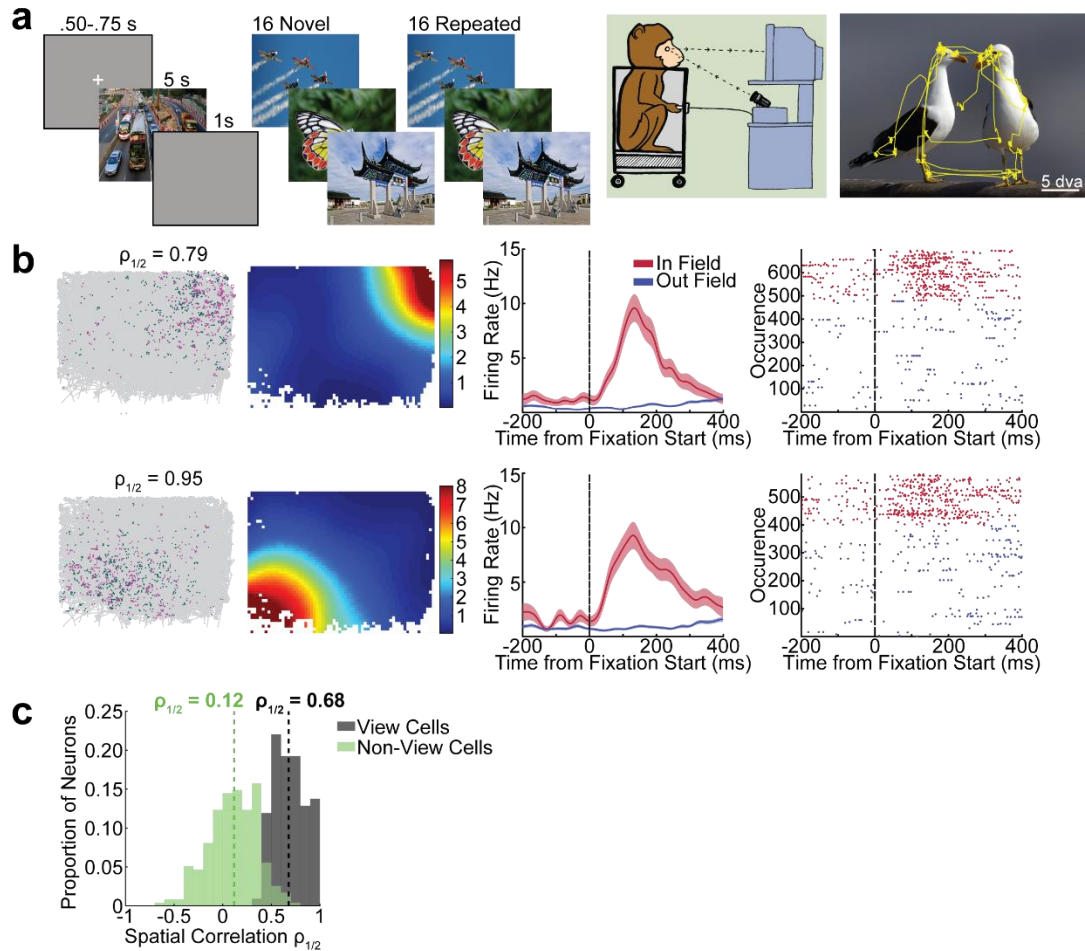 a
.50-.75 s
5 s
1s
16 Novel
16 Repeated
5 dva
b
ρ1/2 = 0.79
5
4
3
2
1
15
10
5
Firing Rate (Hz)
In Field
Out Field
-200 0 200 400
Time from Fixation Start (ms)
600
500
400
300
200
100
Occurence
-200 0 200 400
Time from Fixation Start (ms)
ρ1/2 = 0.95
8
7
6
5
4
3
2
1
15
10
5
Firing Rate (Hz)
-200 0 200 400
Time from Fixation Start (ms)
500
400
300
200
100
Occurence
-200 0 200 400
Time from Fixation Start (ms)
c
ρ1/2 = 0.12
ρ1/2 = 0.68
View Cells
Non-View Cells
0.25
0.20
0.15
0.10
0.05
0
Proportion of Neurons
-1 -0.5 0 0.5 1
Spatial Correlation ρ1/2